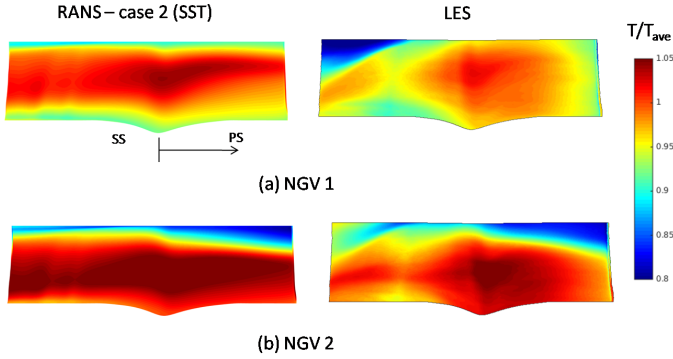 RANS – case 2 (SST)
LES
T/Tave
1.05
1
0.95
0.9
0.85
0.8
SS
PS
(a) NGV 1
(b) NGV 2